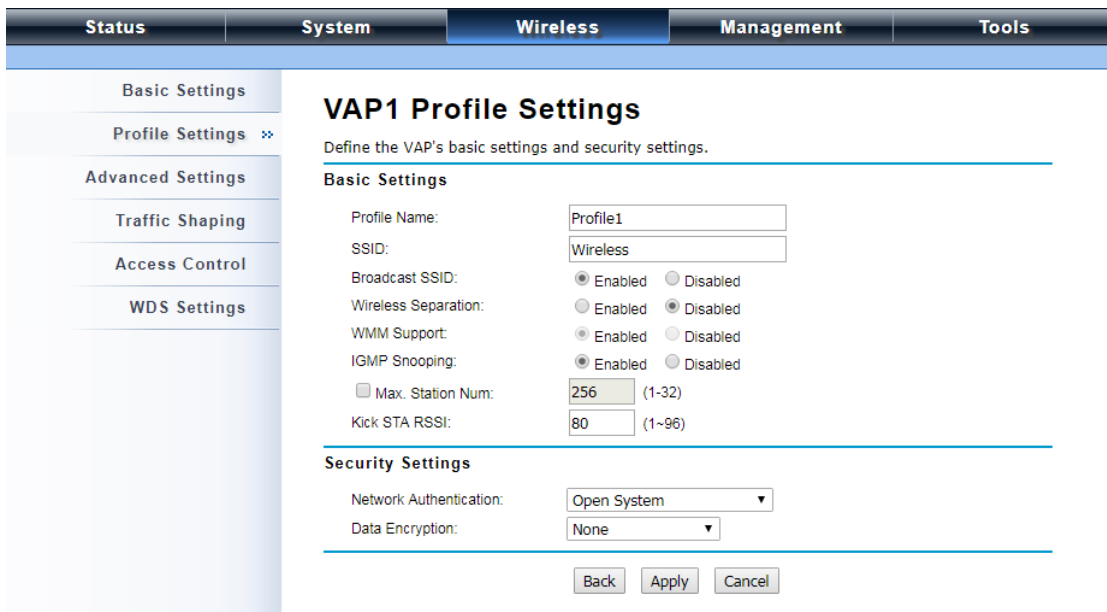 Status System Wireless Management Tools
Basic Settings
Profile Settings »
Advanced Settings
Traffic Shaping
Access Control
WDS Settings
VAP1 Profile Settings
Define the VAP's basic settings and security settings.
Basic Settings
Profile Name: Profile1
SSID: Wireless
Broadcast SSID: Enabled Disabled
Wireless Separation: Enabled Disabled
WMM Support: Enabled Disabled
IGMP Snooping: Enabled Disabled
Max. Station Num: 256 (1-32)
Kick STA RSSI: 80 (1~96)
Security Settings
Network Authentication: Open System
Data Encryption: None
Back Apply Cancel